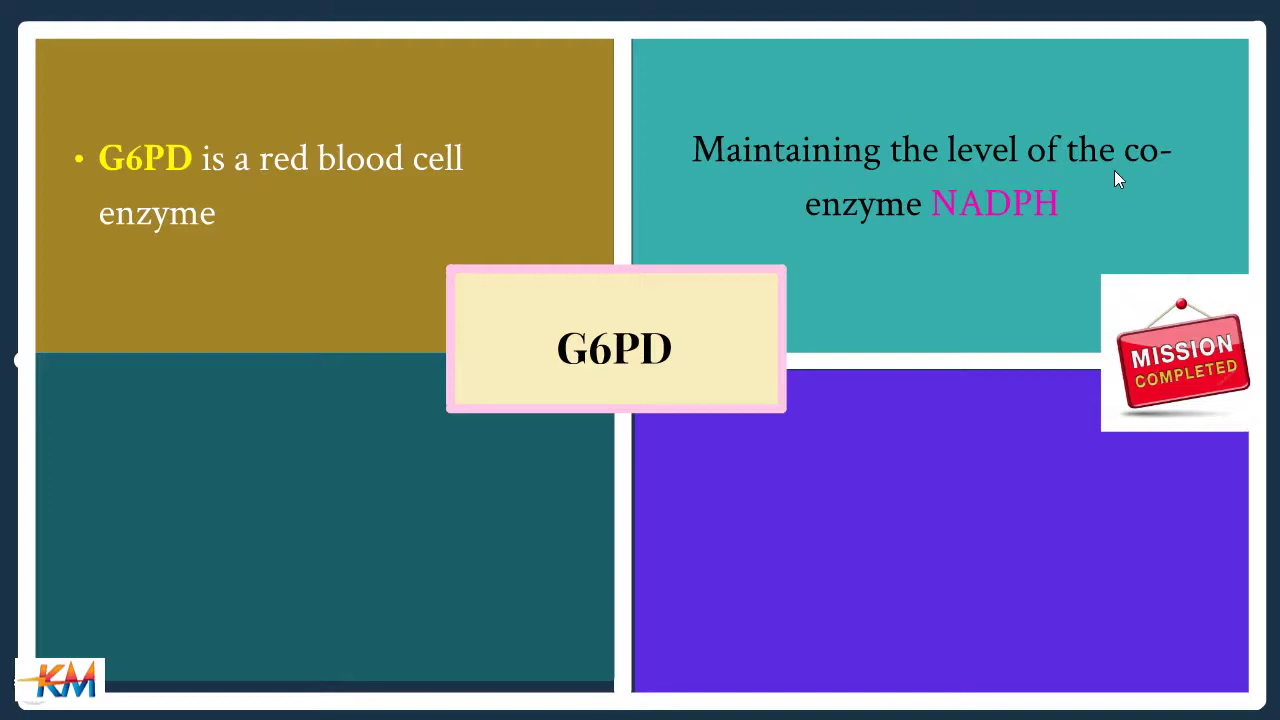 • G6PD is a red blood cell
enzyme
Maintaining the level of the co-
enzyme NADPH
G6PD
MISSION
COMPLETED
KM